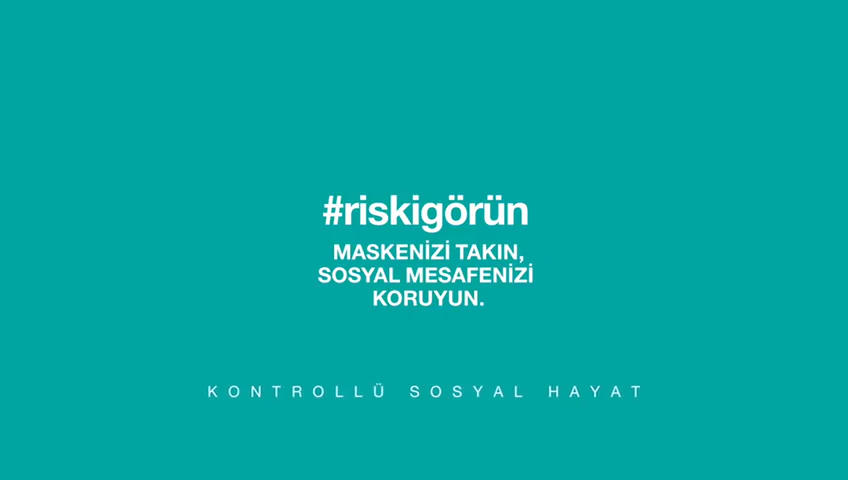 #riskigörün
MASKENİZİ TAKIN,
SOSYAL MESAFENİZİ
KORUYUN.
KONTROLLÜ SOSYAL HAYAT